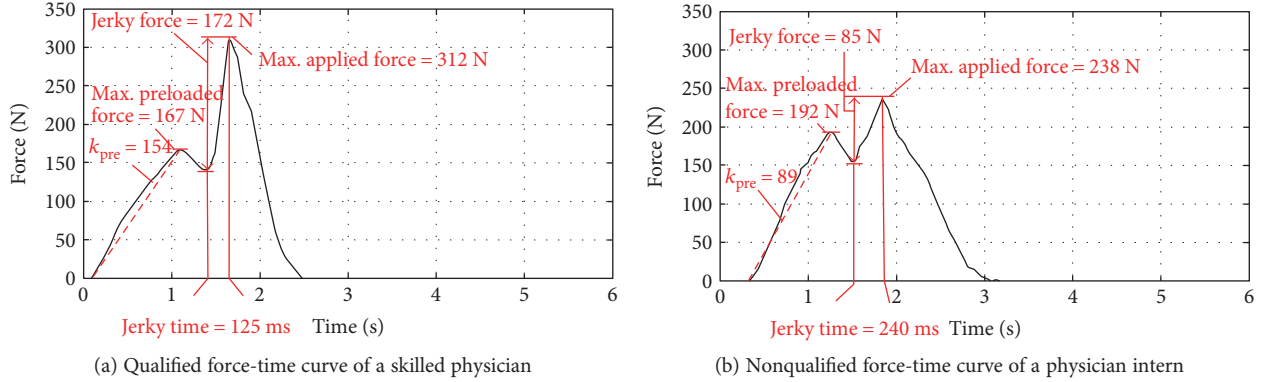 Jerky force = 172 N
350
300
Max. applied force = 312 N
250
Max. preloaded
force = 167 N
200
k_pre = 154
150
100
50
0
Force (N)
0 1 2 3 4 5 6
Jerky time = 125 ms Time (s)
(a) Qualified force-time curve of a skilled physician
350
Jerky force = 85 N
300
Max. applied force = 238 N
250
Max. preloaded
force = 192 N
200
150
k_pre = 89
100
50
0
Force (N)
0 1 2 3 4 5 6
Jerky time = 240 ms Time (s)
(b) Nonqualified force-time curve of a physician intern